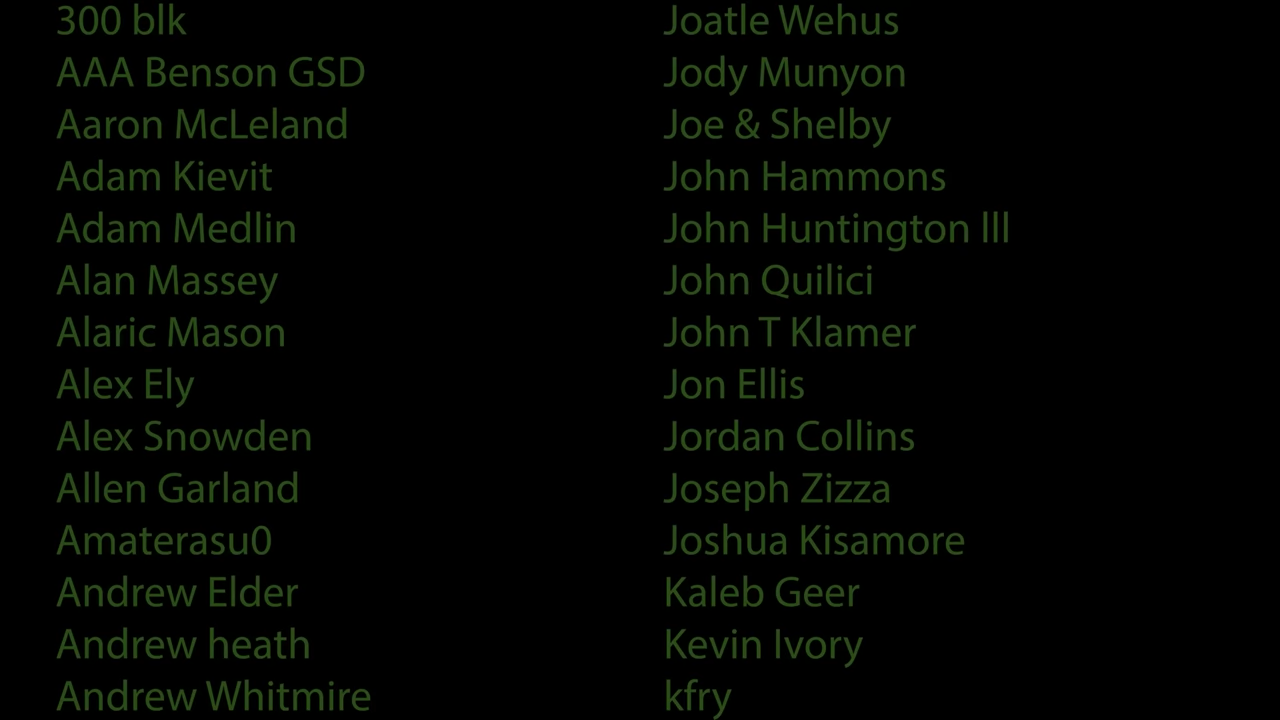 300 blk
AAA Benson GSD
Aaron McLeland
Adam Kievit
Adam Medlin
Alan Massey
Alaric Mason
Alex Ely
Alex Snowden
Allen Garland
Amaterasu0
Andrew Elder
Andrew heath
Andrew Whitmire
Joatle Wehus
Jody Munyon
Joe & Shelby
John Hammons
John Huntington lll
John Quilici
John T Klamer
Jon Ellis
Jordan Collins
Joseph Zizza
Joshua Kisamore
Kaleb Geer
Kevin Ivory
kfry